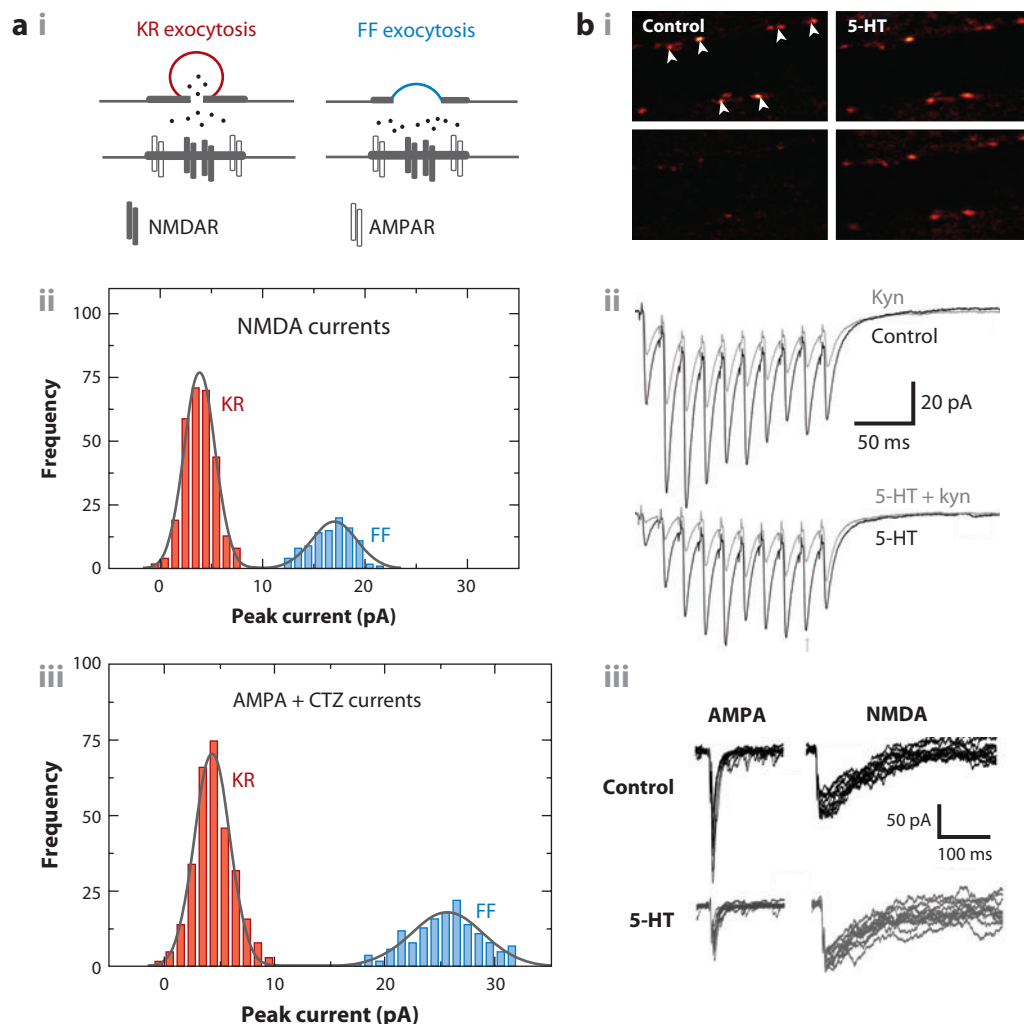 a i
KR exocytosis
FF exocytosis
NMDAR
AMPAR
ii
NMDA currents
100
75
50
25
0
Frequency
KR
FF
0
10
20
30
Peak current (pA)
iii
AMPA + CTZ currents
100
75
50
25
0
Frequency
KR
FF
0
10
20
30
Peak current (pA)
b i
Control
5-HT
ii
Kyn
Control
20 pA
50 ms
5-HT + kyn
5-HT
iii
AMPA
NMDA
Control
50 pA
100 ms
5-HT